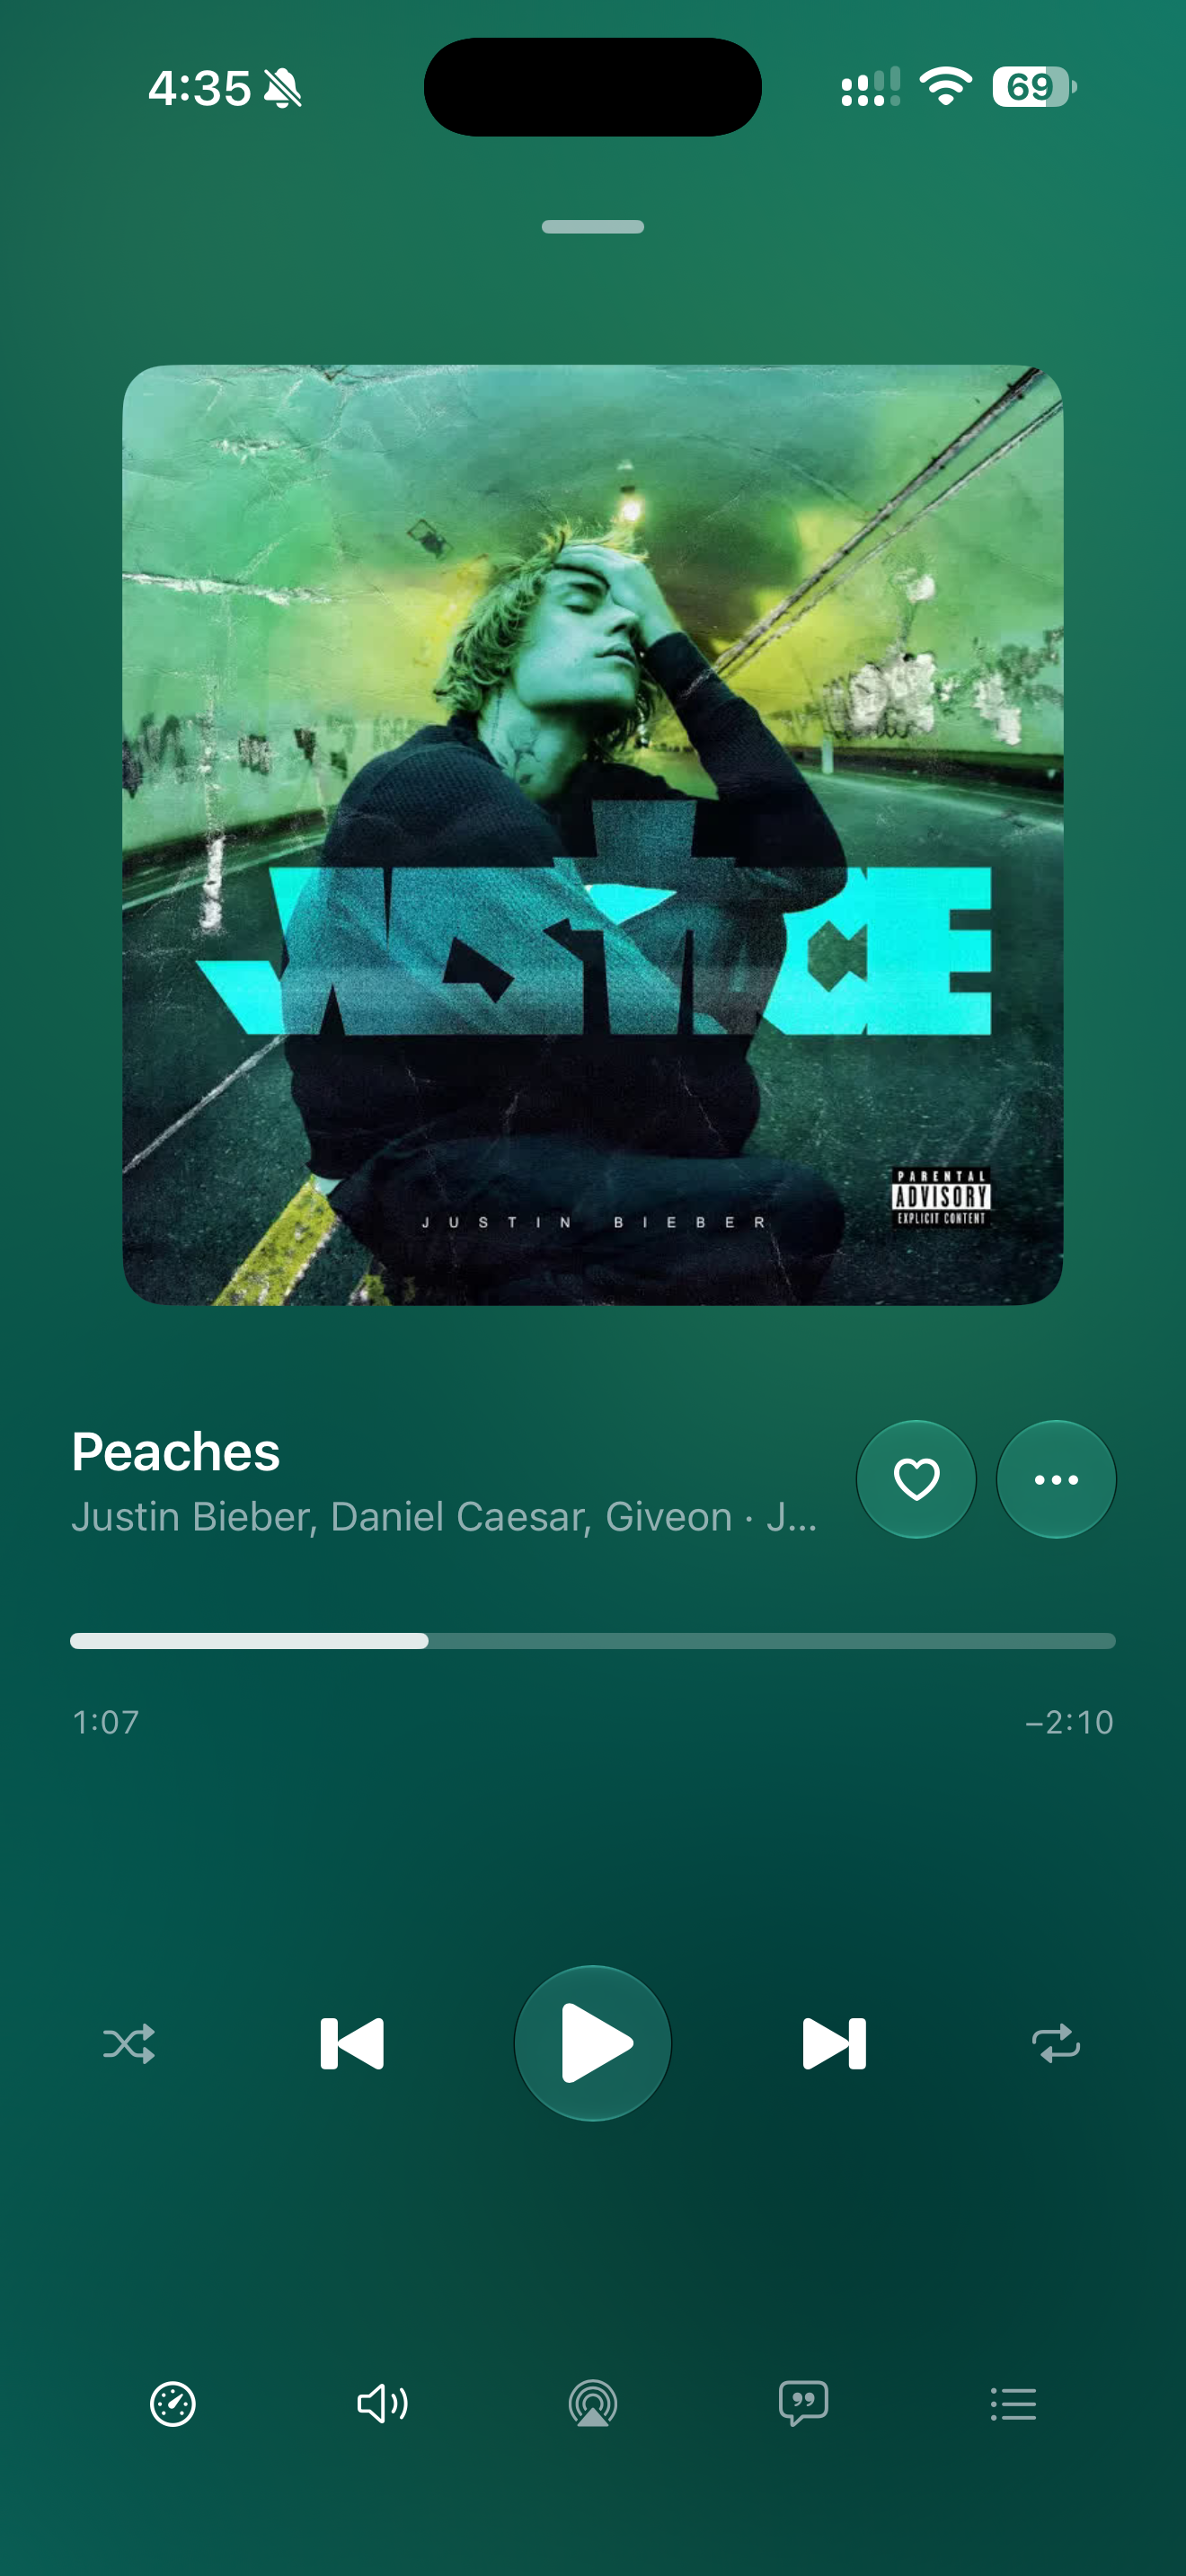 4:35
69
JUSTICE
PARENTAL
ADVISORY
EXPLICIT CONTENT
JUSTIN BIEBER
Peaches
Justin Bieber, Daniel Caesar, Giveon · J...
1:07
–2:10